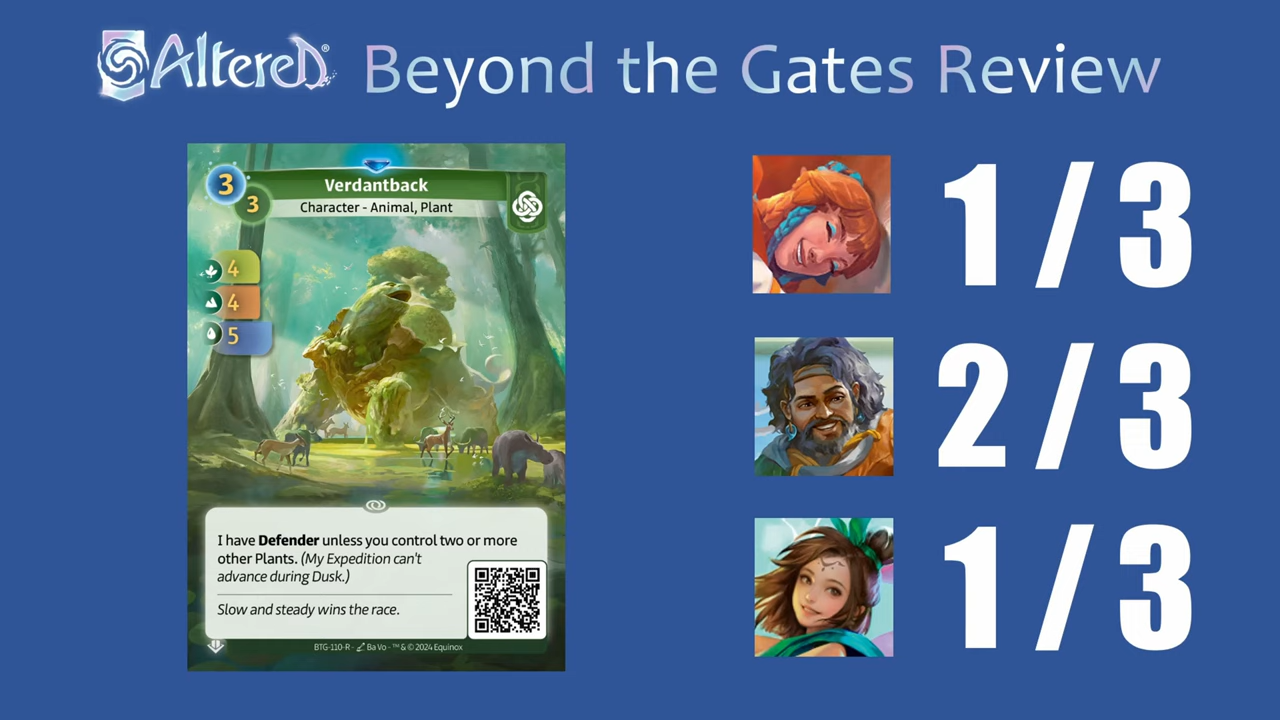 AltereD® Beyond the Gates Review
3
3
Verdantback
Character - Animal, Plant
4
4
5
I have Defender unless you control two or more
other Plants. (My Expedition can't
advance during Dusk.)
Slow and steady wins the race.
BTG-110-R - Ba Vo - ™ & © 2024 Equinox
1 / 3
2 / 3
1 / 3